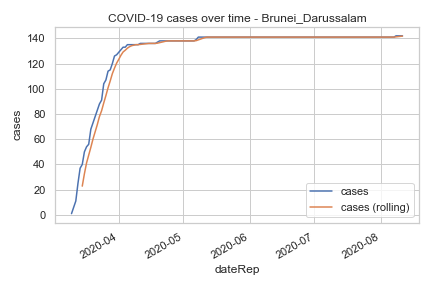 COVID-19 cases over time - Brunei_Darussalam
140
120
100
80
60
40
20
0
cases
cases
cases (rolling)
2020-04
2020-05
2020-06
2020-07
2020-08
dateRep